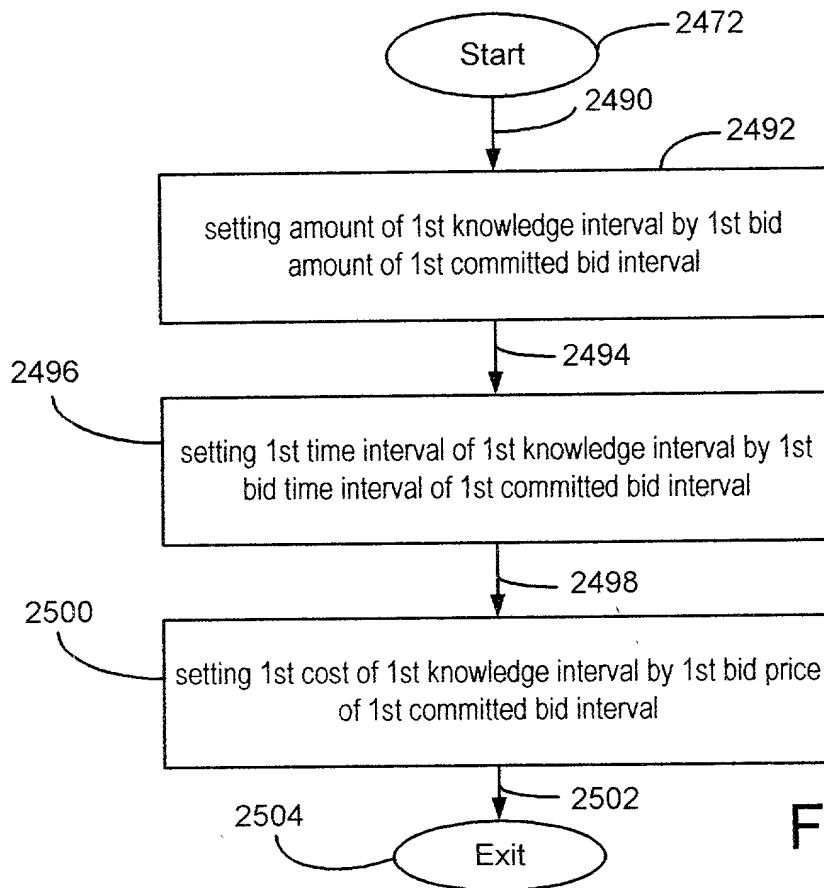 Start
2472
2490
2492
setting amount of 1st knowledge interval by 1st bid
amount of 1st committed bid interval
2494
2496
setting 1st time interval of 1st knowledge interval by 1st
bid time interval of 1st committed bid interval
2498
2500
setting 1st cost of 1st knowledge interval by 1st bid price
of 1st committed bid interval
2502
2504
Exit
F